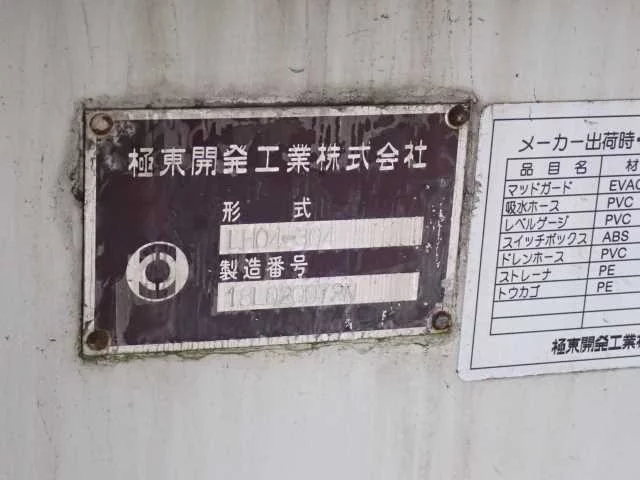 極東開発工業株式会社
形 式
LH04-304
製造番号
メーカー出荷時・
品目名 材
マッドガード EVAC
吸水ホース PVC
レベルゲージ PVC
スイッチボックス ABS
ドレンホース PVC
ストレーナ PE
トウカゴ PE
極東開発工業